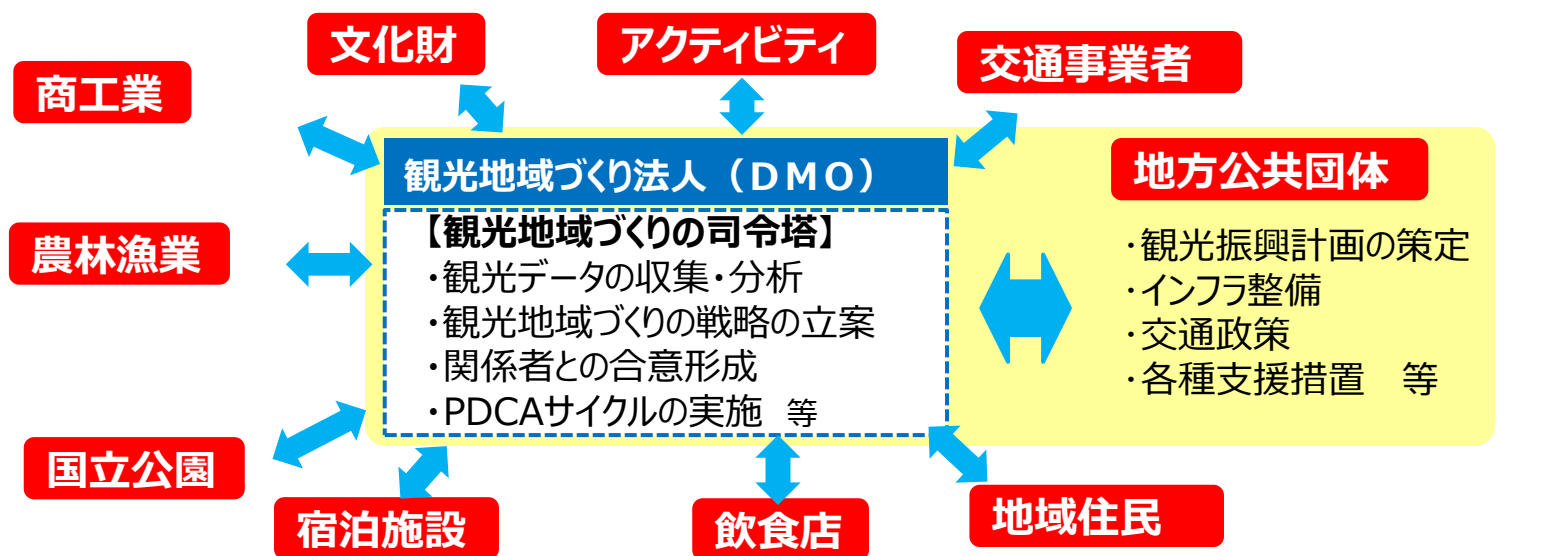 文化財
アクティビティ
交通事業者
商工業
観光地域づくり法人(DMO)
地方公共団体
【観光地域づくりの司令塔】
・観光データの収集・分析
・観光地域づくりの戦略の立案
・関係者との合意形成
・PDCAサイクルの実施 等
・観光振興計画の策定
・インフラ整備
・交通政策
・各種支援措置 等
農林漁業
国立公園
宿泊施設
飲食店
地域住民